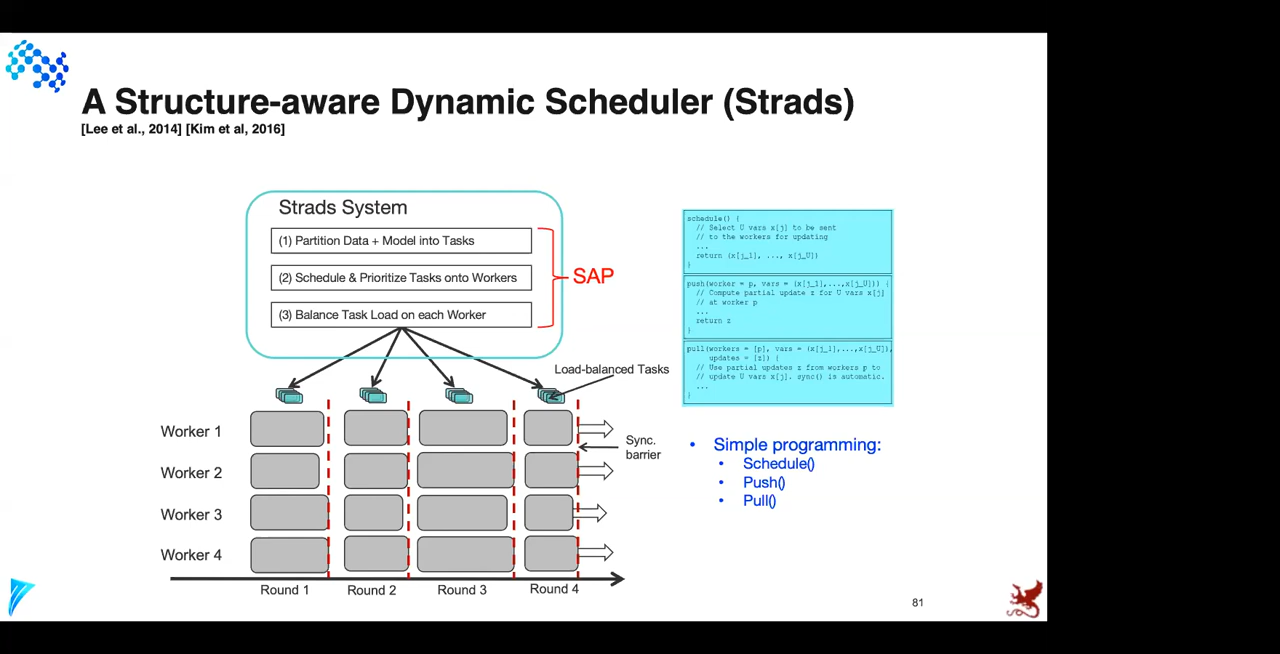 A Structure-aware Dynamic Scheduler (Strads)
[Lee et al., 2014] [Kim et al, 2016]
Strads System
(1) Partition Data + Model into Tasks
(2) Schedule & Prioritize Tasks onto Workers
(3) Balance Task Load on each Worker
SAP
Load-balanced Tasks
Worker 1
Worker 2
Worker 3
Worker 4
Sync.
barrier
Round 1
Round 2
Round 3
Round 4
schedule() {
// Select U vars x[j] to be sent
// to the workers for updating
...
return (x[j_1], ..., x[j_U])
}
push(worker = p, vars = (x[j_1],...,x[j_U])) {
// Compute partial update z for U vars x[j]
// at worker p
...
return z
}
pull(workers = [p], vars = (x[j_1],...,x[j_U]),
updates = [z]) {
// Use partial updates z from workers p to
// update U vars x[j]. sync() is automatic.
...
}
• Simple programming:
• Schedule()
• Push()
• Pull()
81